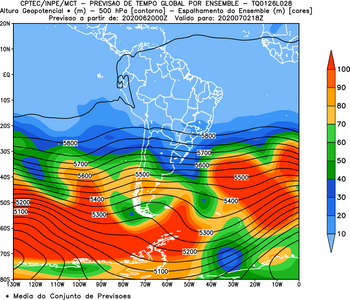 CPTEC/INPE/MCT - PREVISAO DE TEMPO GLOBAL POR ENSEMBLE - TQ0126L028
Altura Geopotencial * (m) - 500 hPa [contorno] - Espalhamento do Ensemble (m) [cores]
Previsao a partir de: 2020062000Z Valido para: 2020070218Z
20N
10N
EQ
10S
20S
30S
40S
50S
60S
70S
80S
130W 120W 110W 100W 90W 80W 70W 60W 50W 40W 30W 20W 10W 0
5800
5800
5700
5700
5600
5600
5500
5500
5400
5400
5300
5300
5200
5200
5100
5100
100
90
80
70
60
50
40
30
20
10
* Media do Conjunto de Previsoes